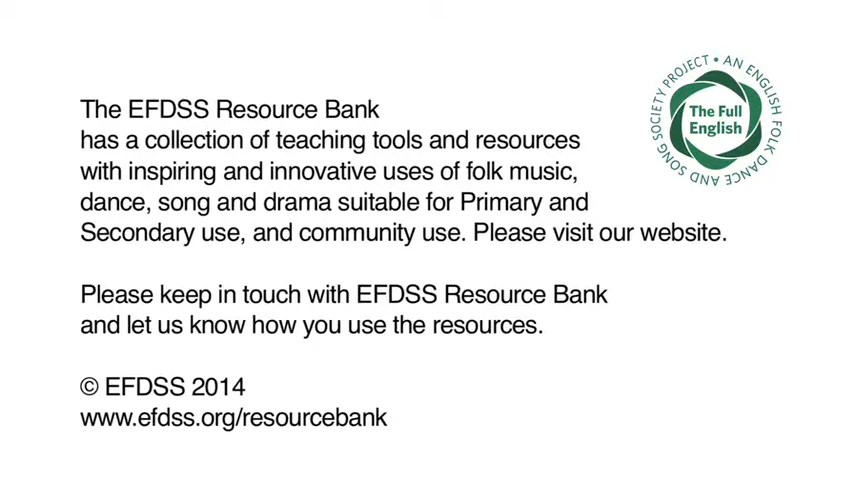 The EFDSS Resource Bank
has a collection of teaching tools and resources
with inspiring and innovative uses of folk music,
dance, song and drama suitable for Primary and
Secondary use, and community use. Please visit our website.
Please keep in touch with EFDSS Resource Bank
and let us know how you use the resources.
© EFDSS 2014
www.efdss.org/resourcebank
The Full
English
AN ENGLISH FOLK DANCE AND SONG SOCIETY PROJECT •